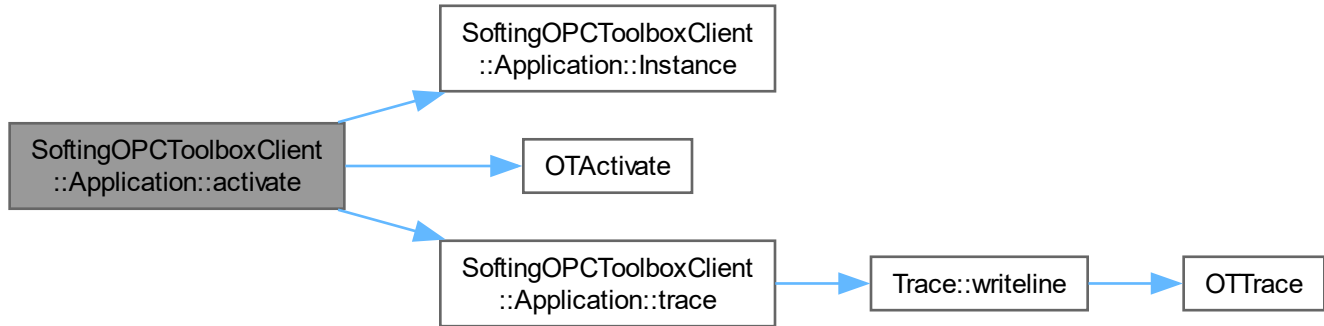 SoftingOPCToolboxClient
::Application::Instance
SoftingOPCToolboxClient
::Application::activate
OTActivate
SoftingOPCToolboxClient
::Application::trace
Trace::writeline
OTTrace